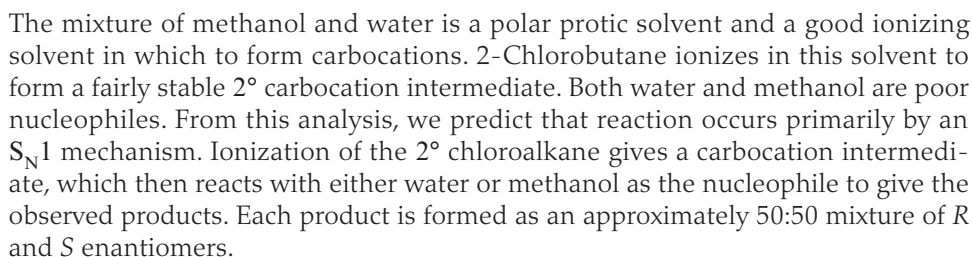 The mixture of methanol and water is a polar protic solvent and a good ionizing
solvent in which to form carbocations. 2-Chlorobutane ionizes in this solvent to
form a fairly stable 2° carbocation intermediate. Both water and methanol are poor
nucleophiles. From this analysis, we predict that reaction occurs primarily by an
SN1 mechanism. Ionization of the 2° chloroalkane gives a carbocation intermedi-
ate, which then reacts with either water or methanol as the nucleophile to give the
observed products. Each product is formed as an approximately 50:50 mixture of R
and S enantiomers.